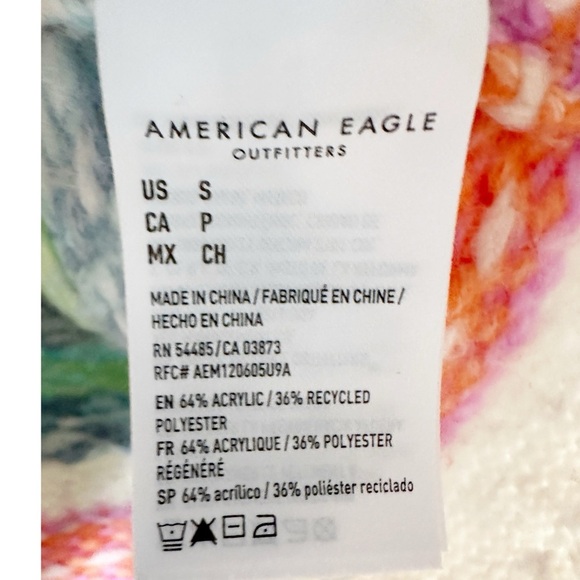 AMERICAN EAGLE
OUTFITTERS
US S
CA P
MX CH
MADE IN CHINA / FABRIQUÉ EN CHINE /
HECHO EN CHINA
RN 54485/CA 03873
RFC# AEM120605U9A
EN 64% ACRYLIC / 36% RECYCLED
POLYESTER
FR 64% ACRYLIQUE / 36% POLYESTER
RÉGÉNÉRÉ
SP 64% acrílico / 36% poliéster reciclado